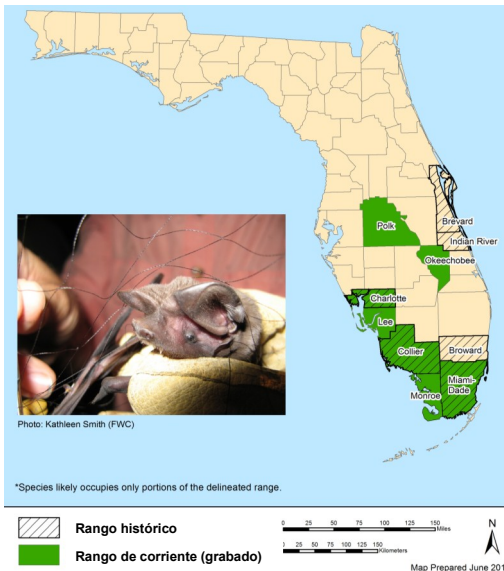 Brevard
Indian River
Polk
Okeechobee
Charlotte
Lee
Collier
Broward
Miami-
Dade
Monroe
Photo: Kathleen Smith (FWC)
*Species likely occupies only portions of the delineated range.
Rango histórico
Rango de corriente (grabado)
0 25 50 75 100 125 150
Miles
0 25 50 75 100 125 150
Kilometers
N
Map Prepared June 201